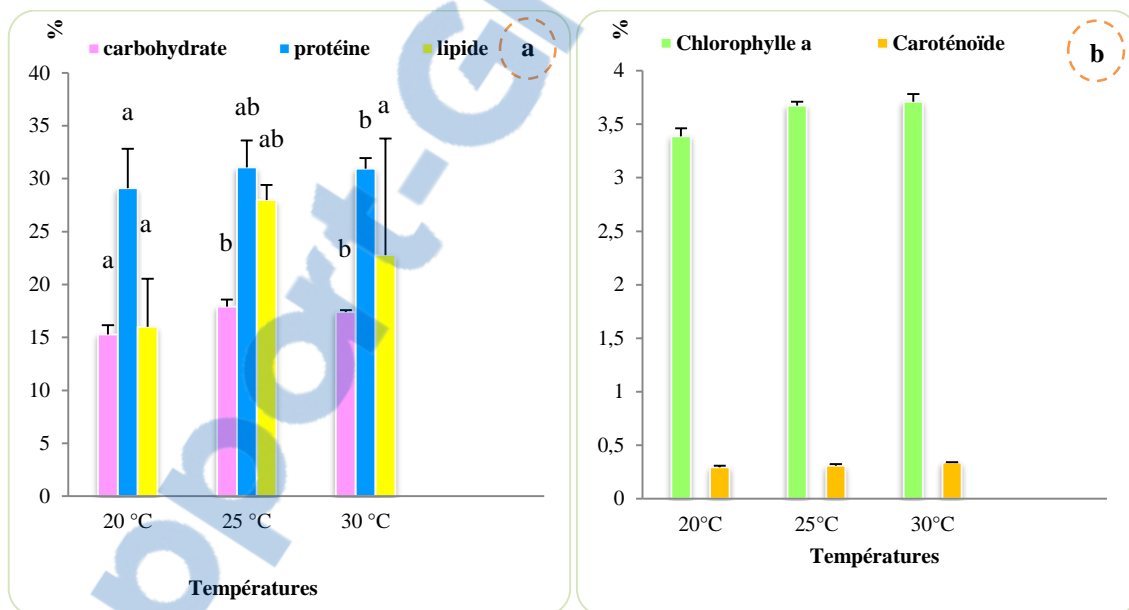 %
carbohydrate protéine lipide a
40
35
30
25
20
15
10
5
0
a
a
a
ab
ab
b
b
a
b
20 °C 25 °C 30 °C
Températures
%
Chlorophylle a Caroténoïde b
4
3,5
3
2,5
2
1,5
1
0,5
0
20°C 25°C 30°C
Températures